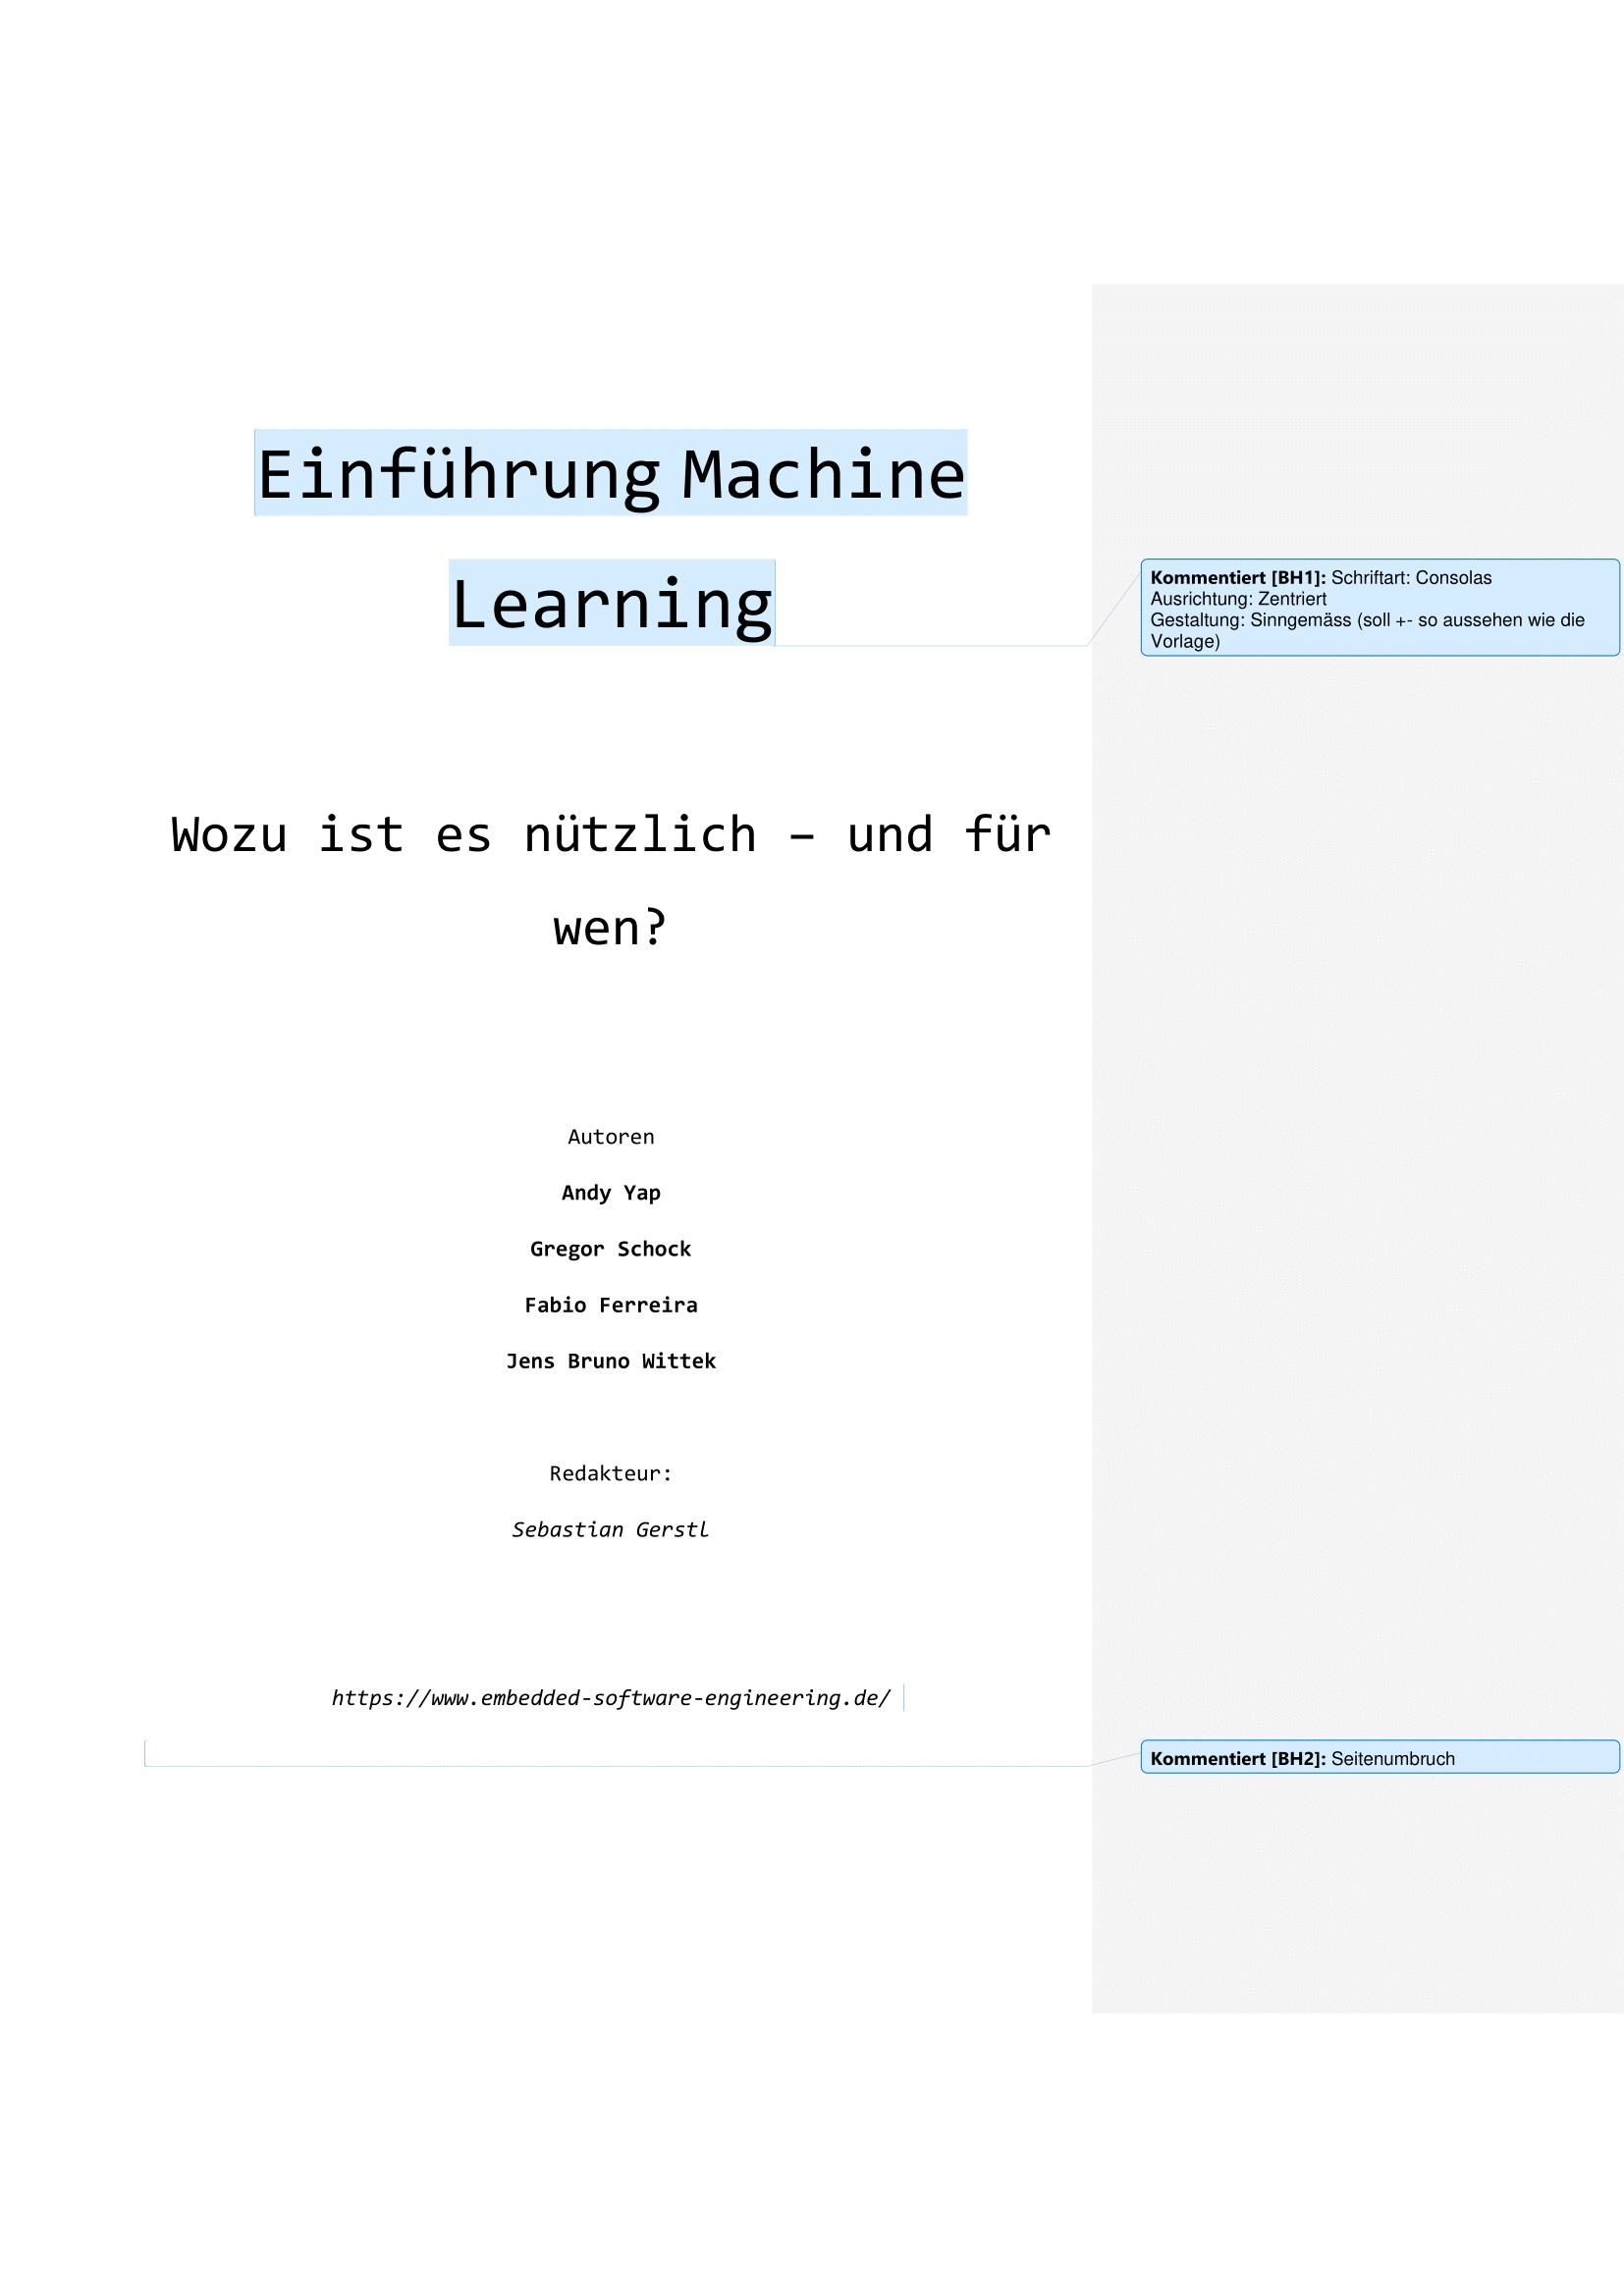 Einführung Machine
Learning
Kommentiert [BH1]: Schriftart: Consolas
Ausrichtung: Zentriert
Gestaltung: Sinngemäss (soll +- so aussehen wie die
Vorlage)
Wozu ist es nützlich – und für
wen?
Autoren
Andy Yap
Gregor Schock
Fabio Ferreira
Jens Bruno Wittek
Redakteur:
Sebastian Gerstl
https://www.embedded-software-engineering.de/
Kommentiert [BH2]: Seitenumbruch